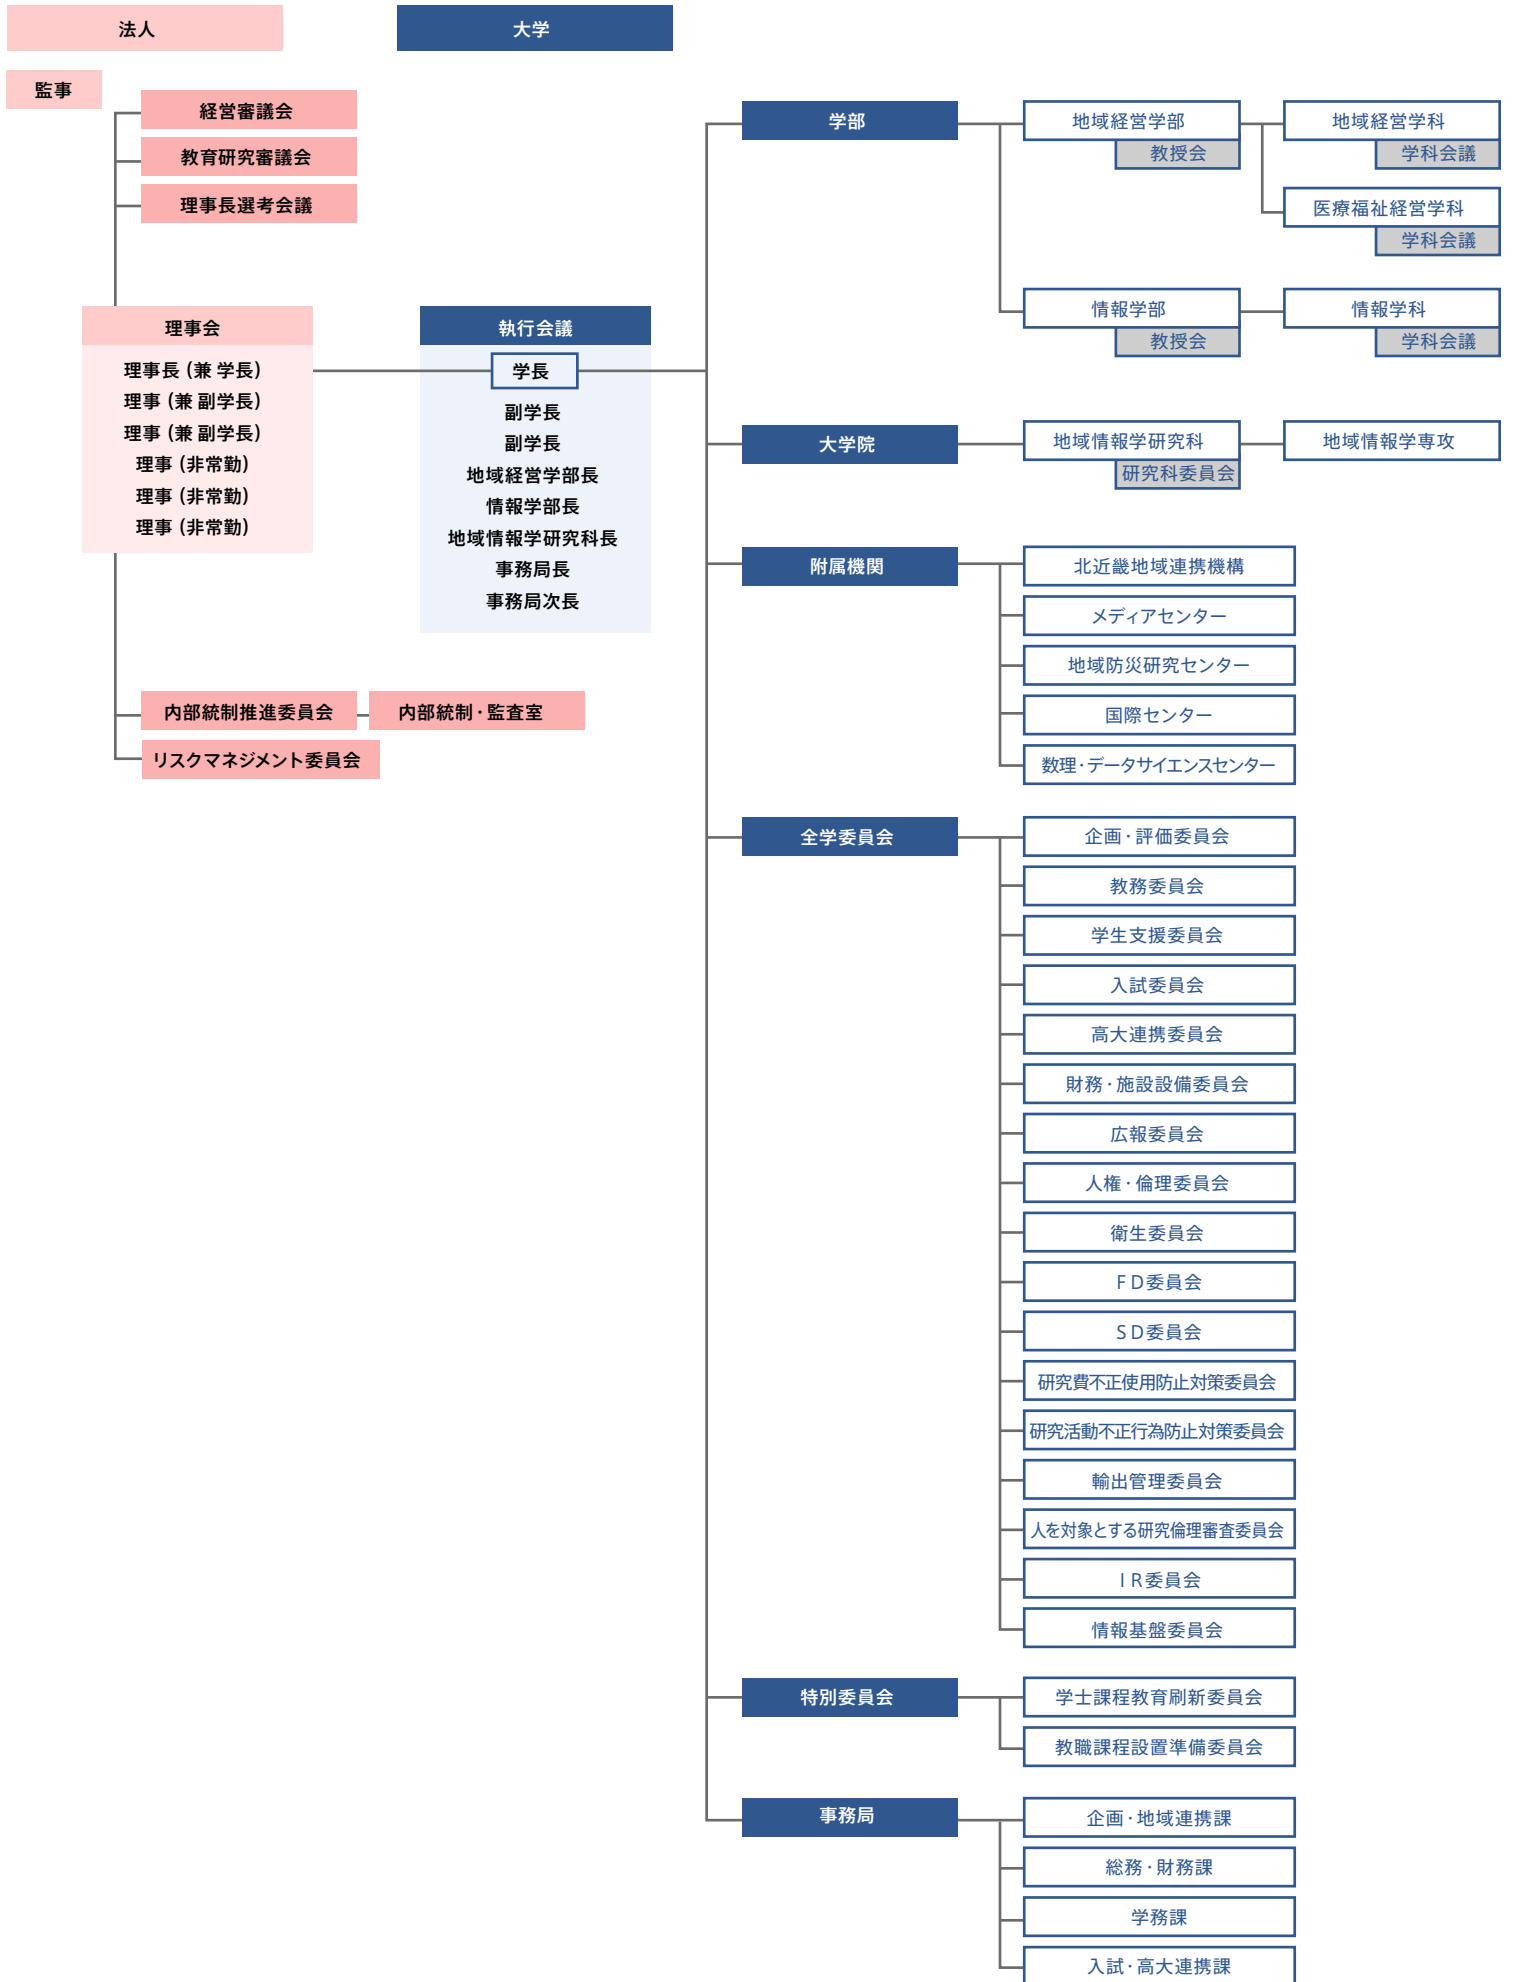 法人
大学
監事
経営審議会
教育研究審議会
理事長選考会議
理事会
理事長（兼 学長）
理事（兼 副学長）
理事（兼 副学長）
理事（非常勤）
理事（非常勤）
理事（非常勤）
内部統制推進委員会
内部統制・監査室
リスクマネジメント委員会
執行会議
学長
副学長
副学長
地域経営学部長
情報学部長
地域情報学研究科長
事務局長
事務局次長
学部
地域経営学部
教授会
地域経営学科
学科会議
医療福祉経営学科
学科会議
情報学部
教授会
情報学科
学科会議
大学院
地域情報学研究科
研究科委員会
地域情報学専攻
附属機関
北近畿地域連携機構
メディアセンター
地域防災研究センター
国際センター
数理・データサイエンスセンター
全学委員会
企画・評価委員会
教務委員会
学生支援委員会
入試委員会
高大連携委員会
財務・施設設備委員会
広報委員会
人権・倫理委員会
衛生委員会
ＦＤ委員会
ＳＤ委員会
研究費不正使用防止対策委員会
研究活動不正行為防止対策委員会
輸出管理委員会
人を対象とする研究倫理審査委員会
ＩＲ委員会
情報基盤委員会
特別委員会
学士課程教育刷新委員会
教職課程設置準備委員会
事務局
企画・地域連携課
総務・財務課
学務課
入試・高大連携課